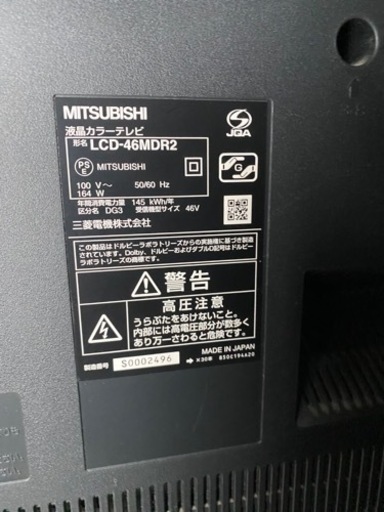 MITSUBISHI
液晶カラーテレビ
形名 LCD-46MDR2
JQA
PS
E MITSUBISHI
G
100 V～ 50/60 Hz
164 W
年間消費電力量 145 kWh/年
区分名 DG3 受信機型サイズ 46V
三菱電機株式会社
この製品はドルビーラボラトリーズからの実施権に基づき製造
されています。Dolby、ドルビーおよびダブルD記号はドルビー
ラボラトリーズの商標です。
警告
高圧注意
うらぶたをあけないこと。
内部には高電圧部分が数多く
あり万一さわると危険です。
MADE IN JAPAN
製造番号 S0002496